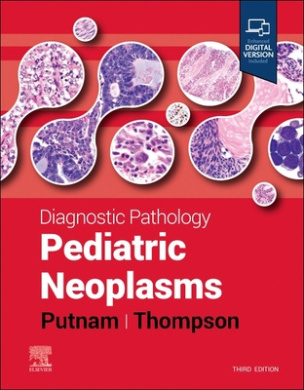 Enhanced
DIGITAL
VERSION
Included
Diagnostic Pathology
Pediatric
Neoplasms
Putnam | Thompson
ELSEVIER
THIRD EDITION